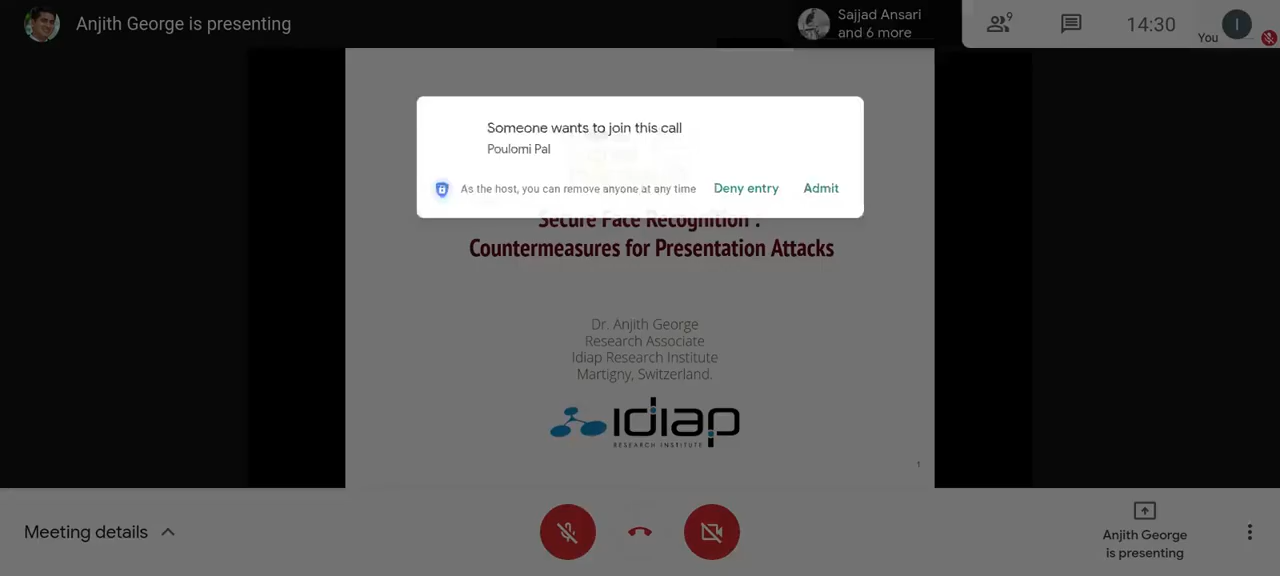 Anjith George is presenting
Sajjad Ansari
and 6 more
9
14:30
You
I
Someone wants to join this call
Poulomi Pal
As the host, you can remove anyone at any time
Deny entry
Admit
Secure Face Recognition :
Countermeasures for Presentation Attacks
Dr. Anjith George
Research Associate
Idiap Research Institute
Martigny, Switzerland.
idiap
RESEARCH INSTITUTE
1
Meeting details
Anjith George
is presenting